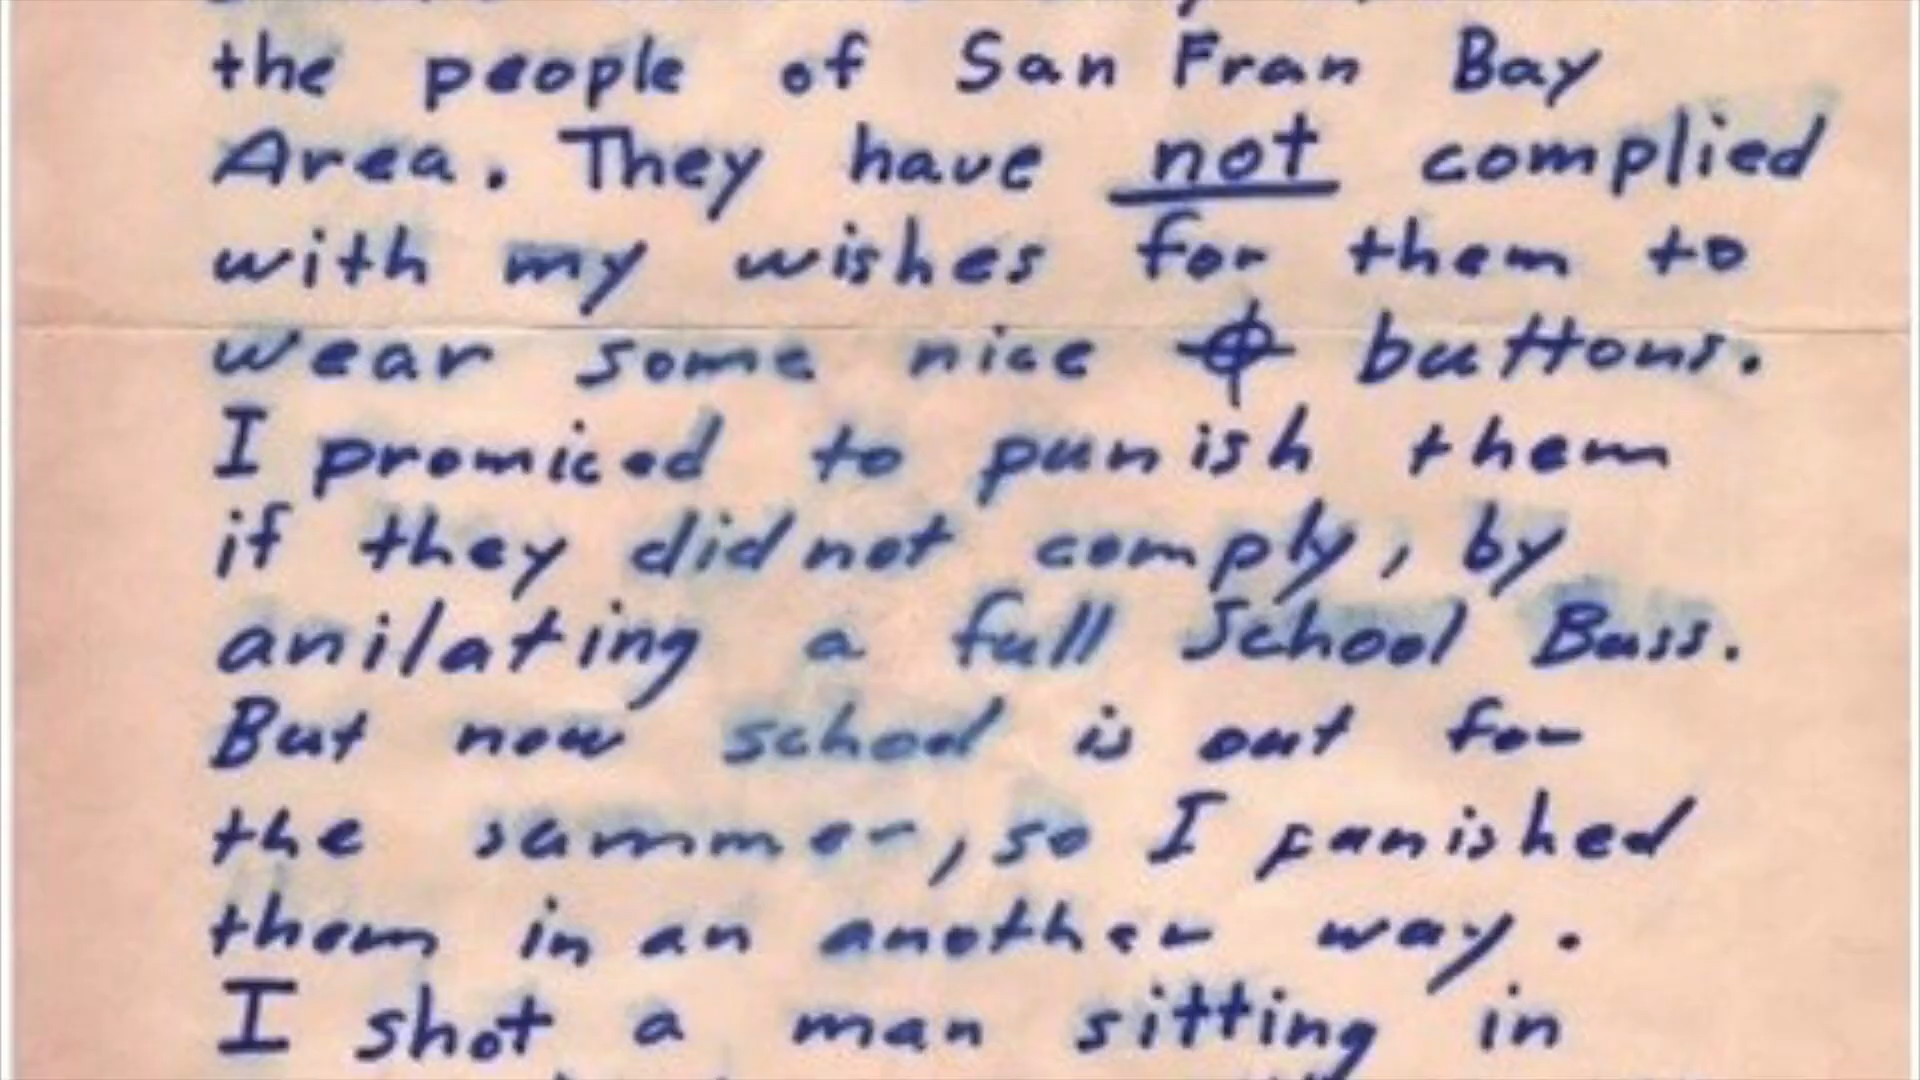 the people of San Fran Bay
Area. They have not complied
with my wishes for them to
wear some nice ⌖ buttons.
I promiced to punish them
if they did not comply, by
anilating a full School Buss.
But now school is out for
the summer, so I punished
them in an another way.
I shot a man sitting in